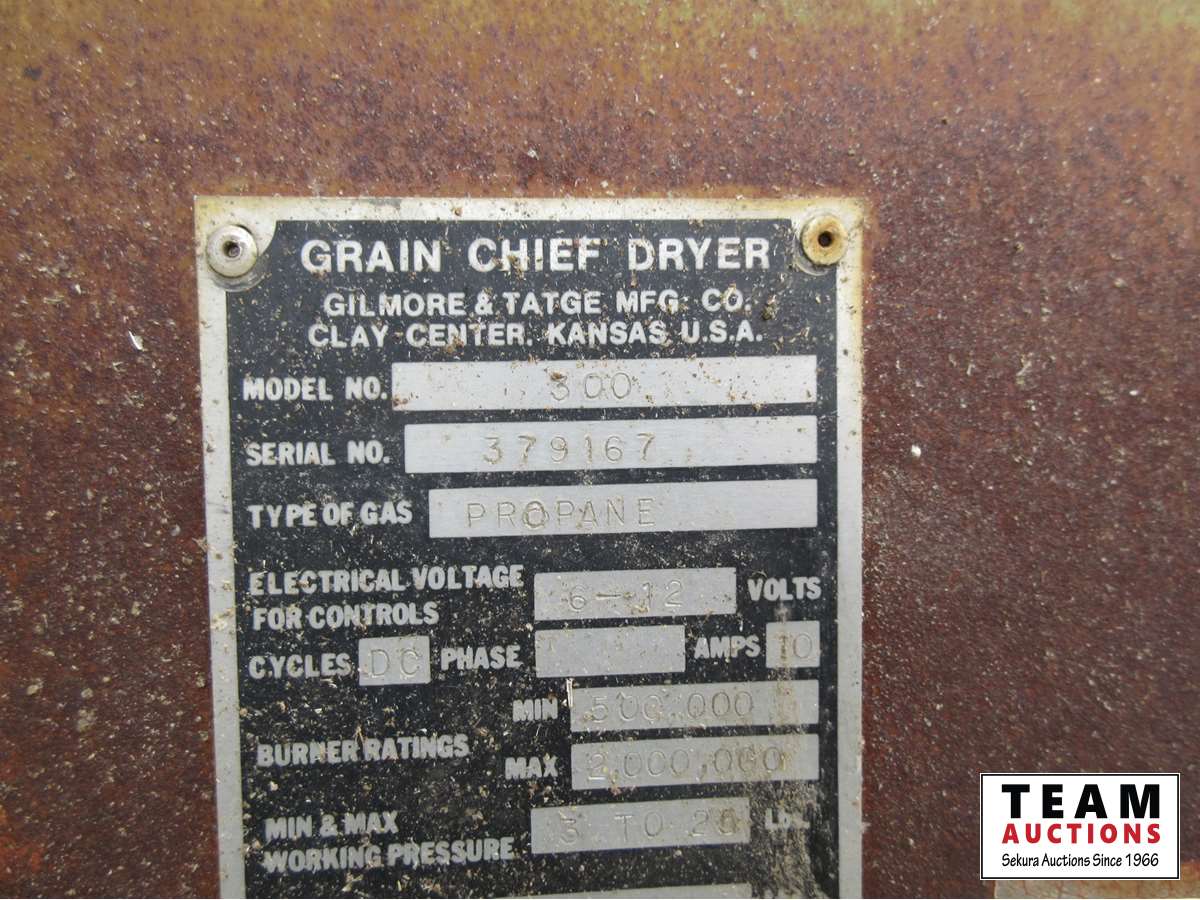 GRAIN CHIEF DRYER
GILMORE & TATGE MFG. CO.
CLAY CENTER, KANSAS U.S.A.
MODEL NO. 300
SERIAL NO. 379167
TYPE OF GAS PROPANE
ELECTRICAL VOLTAGE
FOR CONTROLS 6-12 VOLTS
CYCLES DC PHASE AMPS 10
MIN 500,000
BURNER RATINGS
MAX 2,000,000
MIN & MAX
WORKING PRESSURE 3 TO LBS.
TEAM
AUCTIONS
Sekura Auctions Since 1966